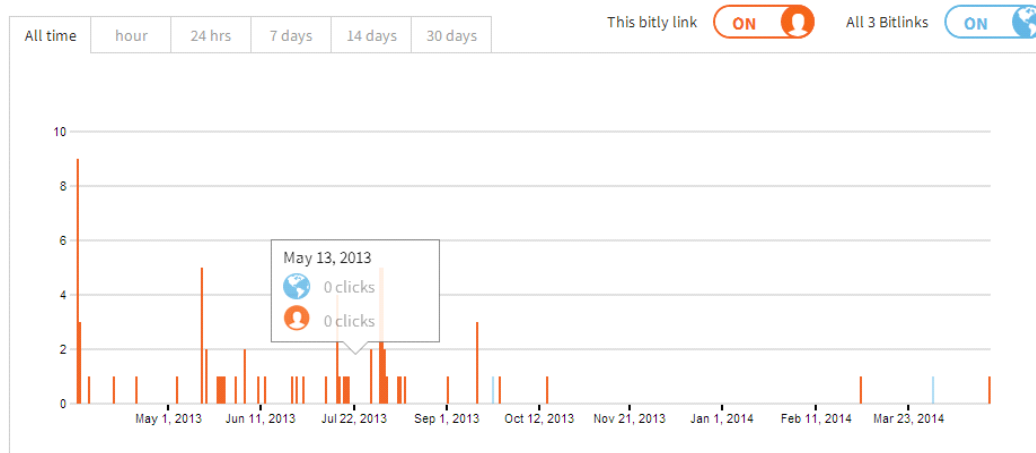 This bitly link ON All 3 Bitlinks ON
All time hour 24 hrs 7 days 14 days 30 days
10
8
6
May 13, 2013
0 clicks
4
0 clicks
2
0
May 1, 2013 Jun 11, 2013 Jul 22, 2013 Sep 1, 2013 Oct 12, 2013 Nov 21, 2013 Jan 1, 2014 Feb 11, 2014 Mar 23, 2014